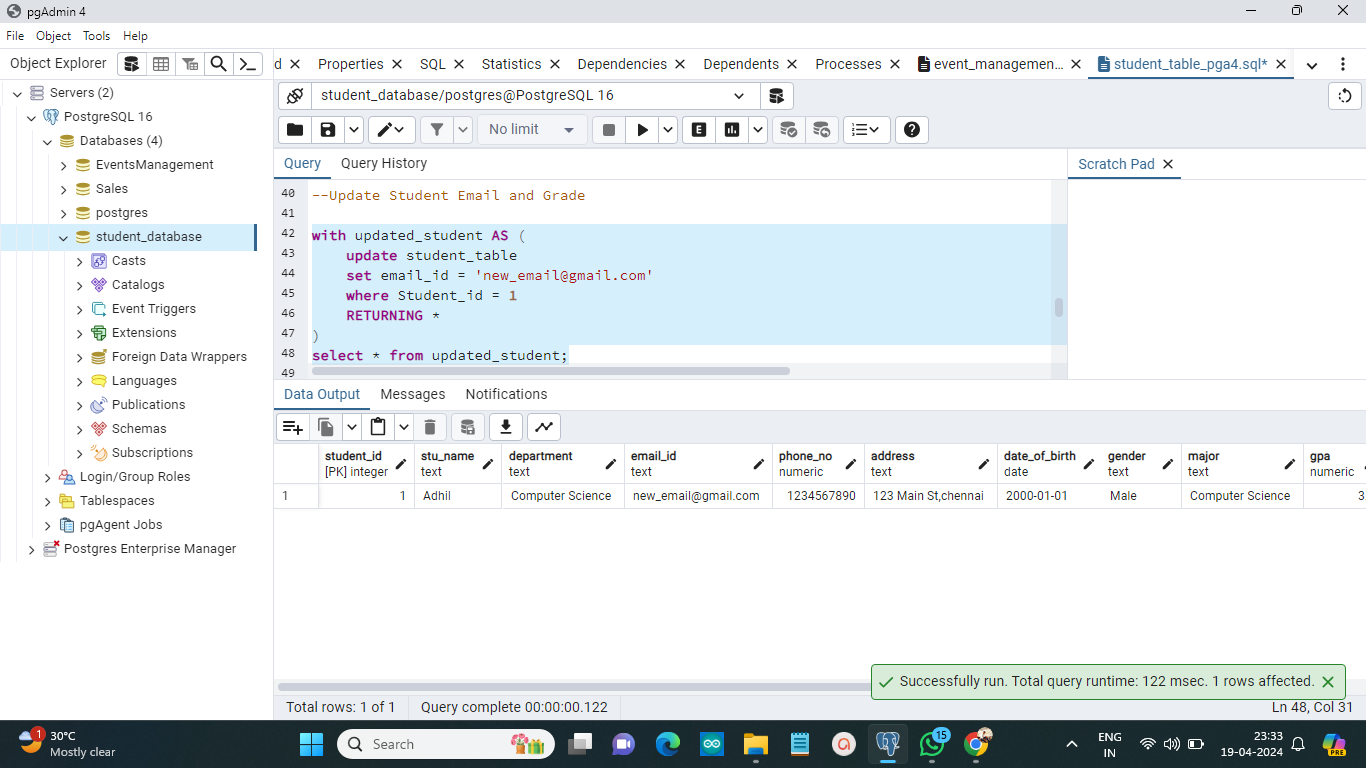 pgAdmin 4
File Object Tools Help
Object Explorer
d Properties SQL Statistics Dependencies Dependents Processes event_managemen... student_table_pga4.sql*
Servers (2)
PostgreSQL 16
Databases (4)
EventsManagement
Sales
postgres
student_database
Casts
Catalogs
Event Triggers
Extensions
Foreign Data Wrappers
Languages
Publications
Schemas
Subscriptions
Login/Group Roles
Tablespaces
pgAgent Jobs
Postgres Enterprise Manager
student_database/postgres@PostgreSQL 16
No limit
E
Query Query History
Scratch Pad
40 --Update Student Email and Grade
41
42 with updated_student AS (
43 update student_table
44 set email_id = 'new_email@gmail.com'
45 where Student_id = 1
46 RETURNING *
47 )
48 select * from updated_student;
49
Data Output Messages Notifications
student_id stu_name department email_id phone_no address date_of_birth gender major gpa
[PK] integer text text text numeric text date text text numeric
1 1 Adhil Computer Science new_email@gmail.com 1234567890 123 Main St,chennai 2000-01-01 Male Computer Science 3
Successfully run. Total query runtime: 122 msec. 1 rows affected.
Total rows: 1 of 1 Query complete 00:00:00.122 Ln 48, Col 31
1
30°C
Mostly clear
Search
15
ENG
IN
23:33
19-04-2024
PRE